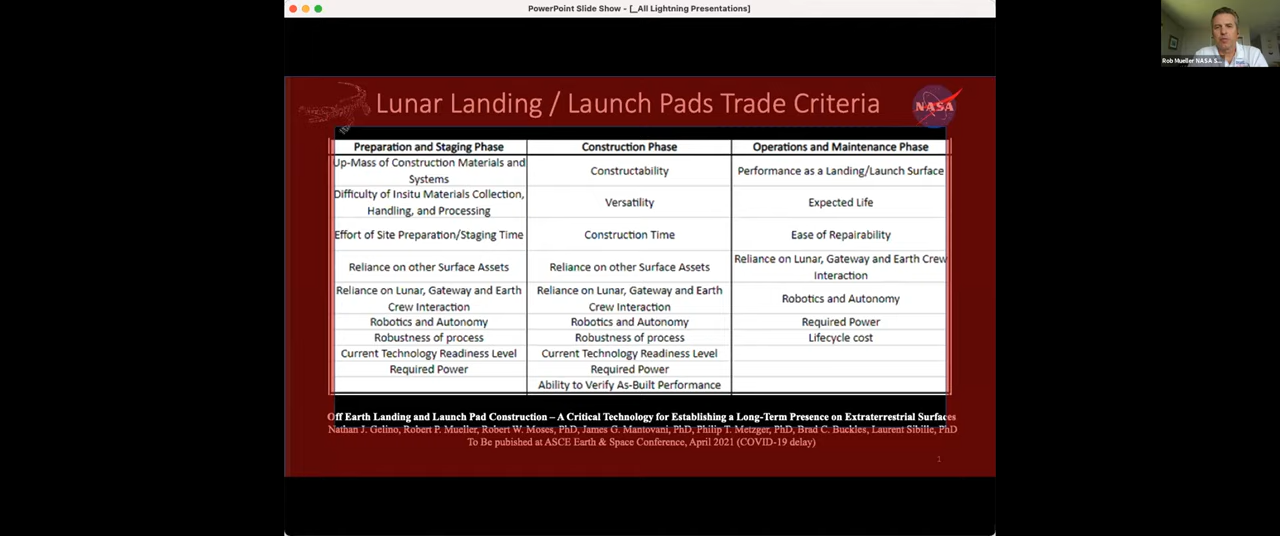 PowerPoint Slide Show - [_All Lightning Presentations]
Rob Mueller NASA S...
Lunar Landing / Launch Pads Trade Criteria
NASA
Preparation and Staging Phase
Construction Phase
Operations and Maintenance Phase
Up-Mass of Construction Materials and
Systems
Constructability
Performance as a Landing/Launch Surface
Difficulty of Insitu Materials Collection,
Handling, and Processing
Versatility
Expected Life
Effort of Site Preparation/Staging Time
Construction Time
Ease of Repairability
Reliance on other Surface Assets
Reliance on other Surface Assets
Reliance on Lunar, Gateway and Earth Crew
Interaction
Reliance on Lunar, Gateway and Earth
Crew Interaction
Reliance on Lunar, Gateway and Earth
Crew Interaction
Robotics and Autonomy
Robotics and Autonomy
Robotics and Autonomy
Required Power
Robustness of process
Robustness of process
Lifecycle cost
Current Technology Readiness Level
Current Technology Readiness Level
Required Power
Required Power
Ability to Verify As-Built Performance
Off Earth Landing and Launch Pad Construction – A Critical Technology for Establishing a Long-Term Presence on Extraterrestrial Surfaces
Nathan J. Gelino, Robert P. Mueller, Robert W. Moses, PhD, James G. Mantovani, PhD, Philip T. Metzger, PhD, Brad C. Buckles, Laurent Sibille, PhD
To Be pubished at ASCE Earth & Space Conference, April 2021 (COVID-19 delay)
1